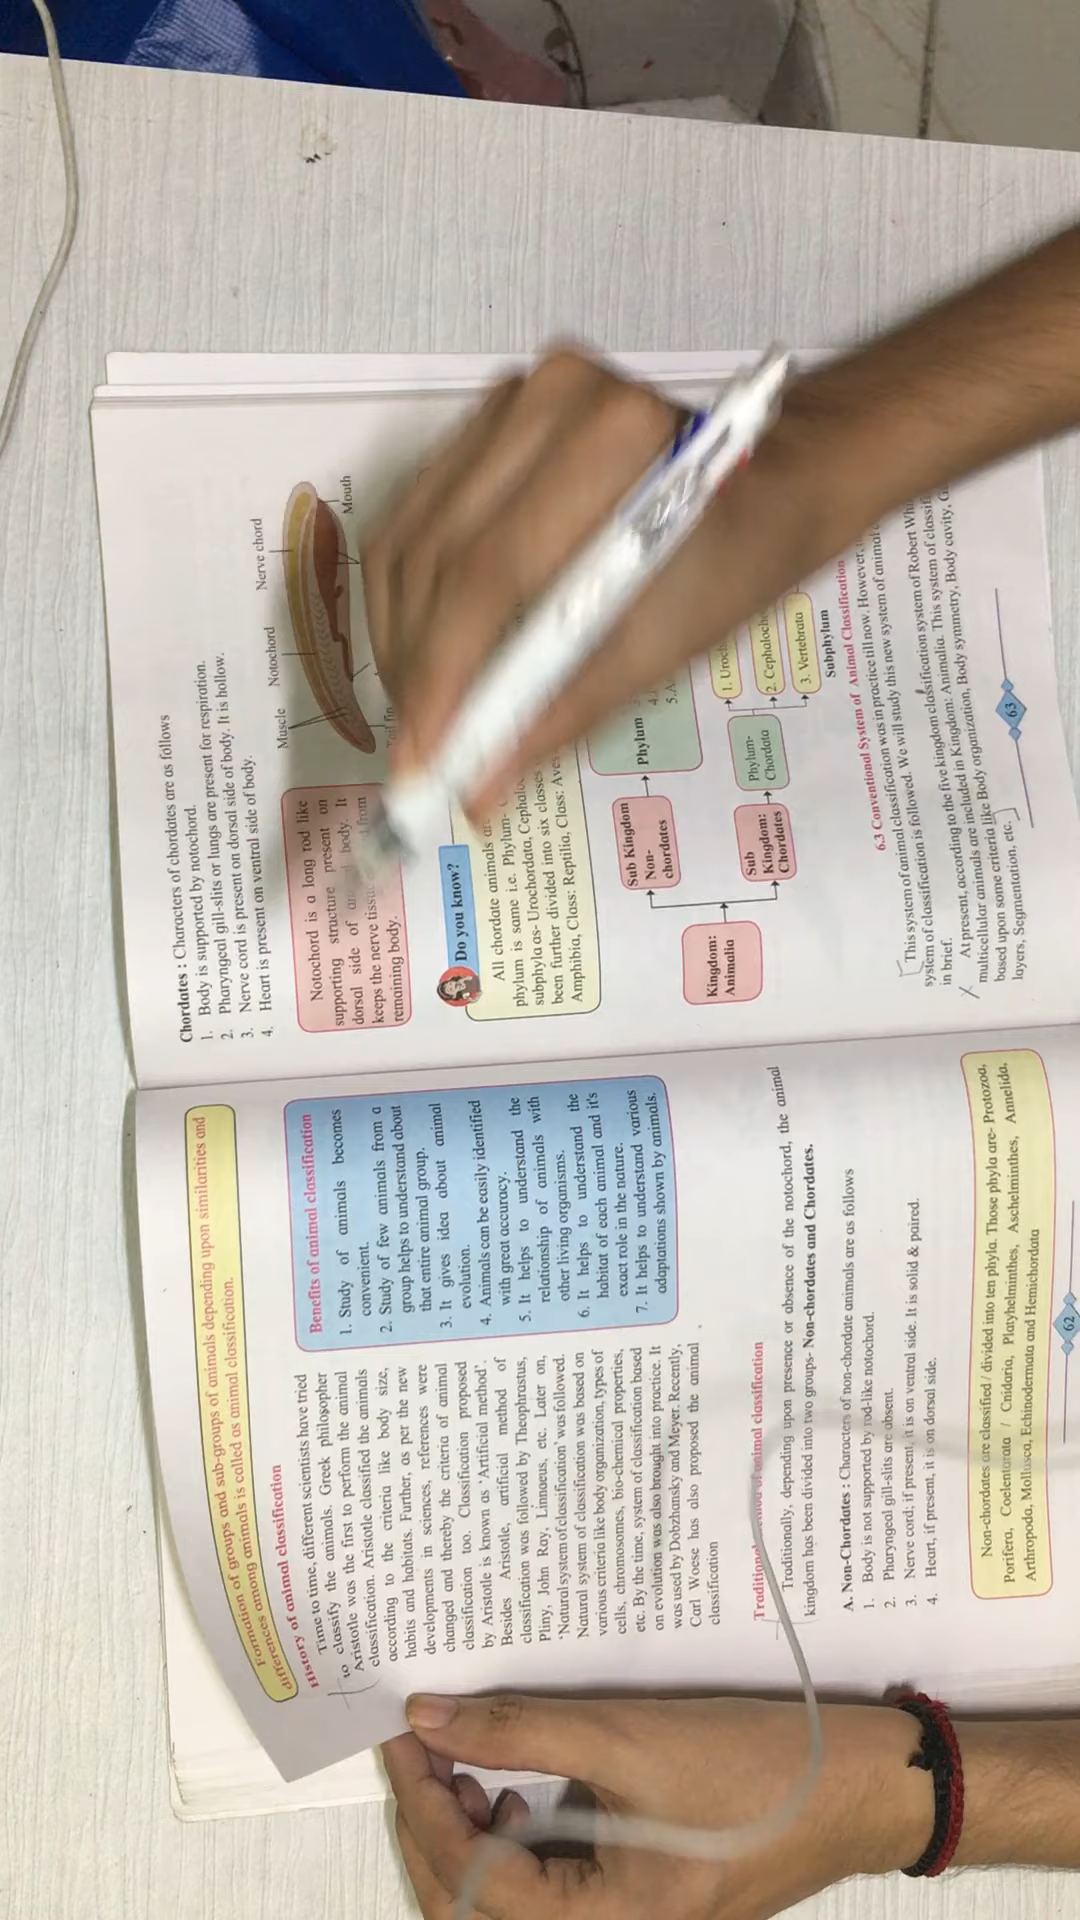 Formation of groups and sub-groups of animals depending upon similarities and
differences among animals is called as animal classification.
History of animal classification
Time to time, different scientists have tried
to classify the animals. Greek philosopher
Aristotle was the first to perform the animal
classification. Aristotle classified the animals
according to the criteria like body size,
habits and habitats. Further, as per the new
developments in sciences, references were
changed and thereby the criteria of animal
classification too. Classification proposed
by Aristotle is known as 'Artificial method'.
Besides Aristotle, artificial method of
classification was followed by Theophrastus,
Pliny, John Ray, Linnaeus, etc. Later on,
'Natural system of classification' was followed.
Natural system of classification was based on
various criteria like body organization, types of
cells, chromosomes, bio-chemical properties,
etc. By the time, system of classification based
on evolution was also brought into practice. It
was used by Dobzhansky and Meyer. Recently,
Carl Woese has also proposed the animal
classification
Benefits of animal classification
1. Study of animals becomes
convenient.
2. Study of few animals from a
group helps to understand about
that entire animal group.
3. It gives idea about animal
evolution.
4. Animals can be easily identified
with great accuracy.
5. It helps to understand the
relationship of animals with
other living organisms.
6. It helps to understand the
habitat of each animal and it's
exact role in the nature.
7. It helps to understand various
adaptations shown by animals.
Traditional method of animal classification
Traditionally, depending upon presence or absence of the notochord, the animal
kingdom has been divided into two groups- Non-chordates and Chordates.
A. Non-Chordates : Characters of non-chordate animals are as follows
1. Body is not supported by rod-like notochord.
2. Pharyngeal gill-slits are absent.
3. Nerve cord; if present, it is on ventral side. It is solid & paired.
4. Heart, if present, it is on dorsal side.
Non-chordates are classified / divided into ten phyla. Those phyla are- Protozoa,
Porifera, Coelenterata / Cnidaria, Platyhelminthes, Aschelminthes, Annelida,
Arthropoda, Mollusca, Echinodermata and Hemichordata
62
Chordates : Characters of chordates are as follows
1. Body is supported by notochord.
2. Pharyngeal gill-slits or lungs are present for respiration.
3. Nerve cord is present on dorsal side of body. It is hollow.
4. Heart is present on ventral side of body.
Muscle
Notochord
Nerve chord
Mouth
Tail fin
Notochord is a long rod like
supporting structure present on
dorsal side of body. It
keeps the nerve from
remaining body.
Do you know?
All chordate animals
phylum is same i.e. Phylum-
subphyla as- Urochordata,
been further divided into six classes
Amphibia, Class: Reptilia, Class: Aves
Kingdom:
Animalia
Sub Kingdom
Non-
chordates
Phylum
Sub
Kingdom:
Chordates
Phylum-
Chordata
1.
2.
3. Vertebrata
Subphylum
6.3 Conventional System of Animal Classification
This system of animal classification was in practice till now. However,
system of classification is followed. We will study this new system of animal
in brief.
At present, according to the five kingdom classification system of Robert
multicellular animals are included in Kingdom: Animalia. This system of
based upon some criteria like Body organization, Body symmetry, Body cavity,
layers, Segmentation, etc.
63